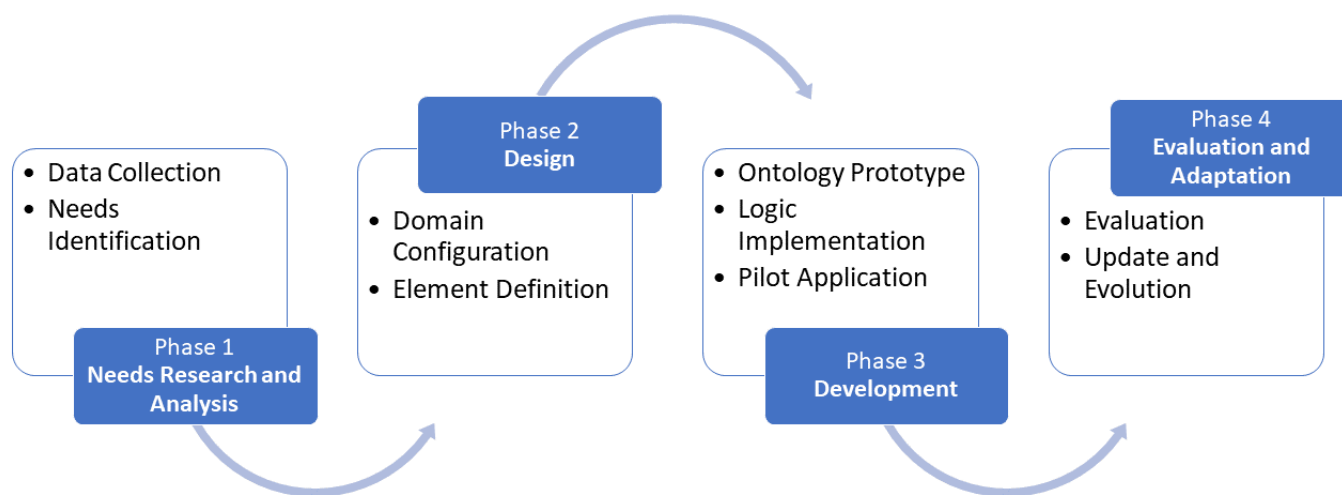 • Data Collection
• Needs
Identification
Phase 1
Needs Research and
Analysis
Phase 2
Design
• Domain
Configuration
• Element Definition
• Ontology Prototype
• Logic
Implementation
• Pilot Application
Phase 3
Development
Phase 4
Evaluation and
Adaptation
• Evaluation
• Update and
Evolution